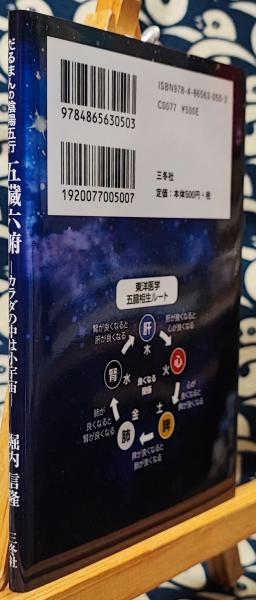 だるまんの陰陽五行 五臓六腑 ―カラダの中は小宇宙 堀内信隆 三冬社
9784865630503
1920077005007
ISBN978-4-86563-050-3
C0077 ¥500E
三冬社
定価：本体500円＋税
東洋医学
五臓相生ルート
腎が良くなると
肝が良くなる
肝が良くなると
心が良くなる
肝
木
腎
水
良くなる
関係
火
心
肺が
良くなると
腎が良くなる
金
土
心が
良くなると
脾が良くなる
肺
脾
脾が良くなると
肺が良くなる